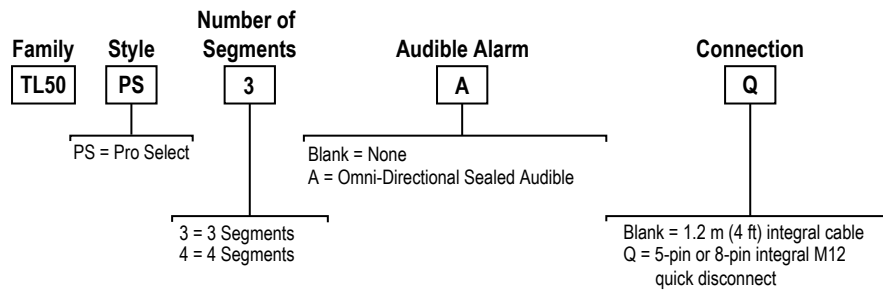 Number of
Family Style Segments Audible Alarm Connection
TL50 PS 3 A Q
PS = Pro Select
Blank = None
A = Omni-Directional Sealed Audible
3 = 3 Segments
4 = 4 Segments
Blank = 1.2 m (4 ft) integral cable
Q = 5-pin or 8-pin integral M12
quick disconnect